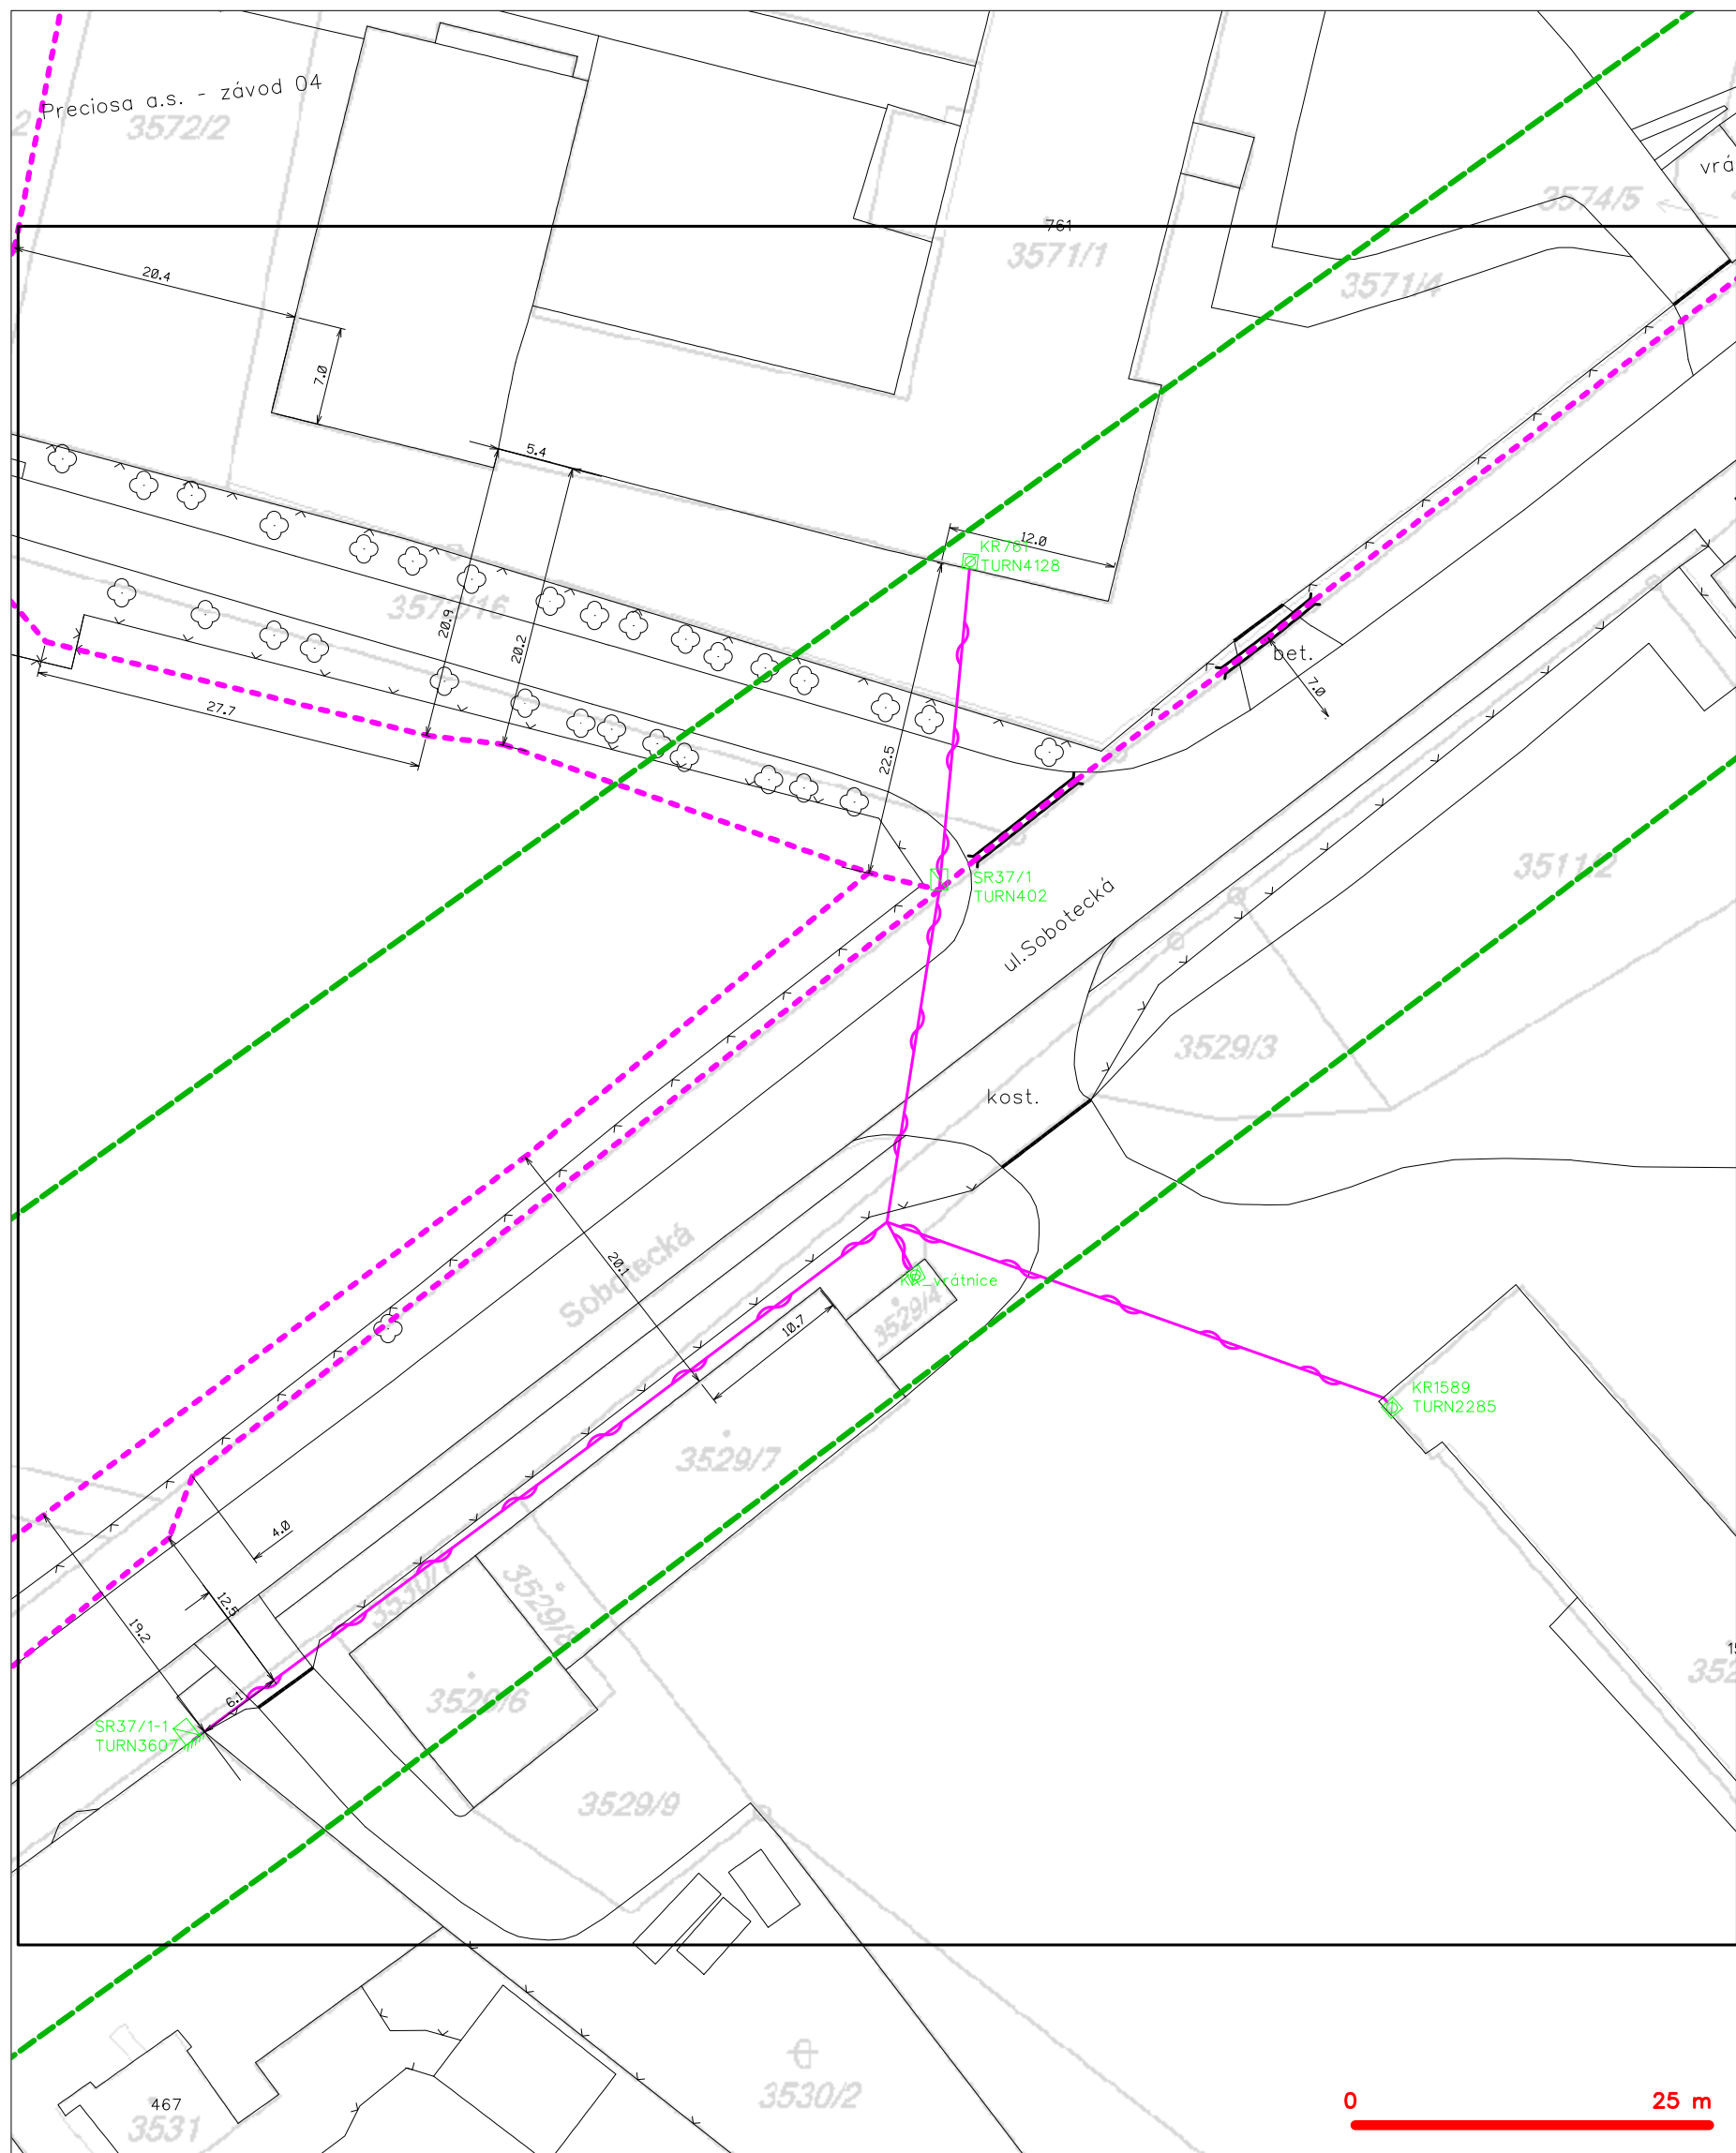 Preciosa a.s. - závod 04
3572/2
2
3574/5
vrá
761
3571/1
3571/4
20.4
7.0
5.4
12.0
KR761
TURN4128
20.9
20.2
bet.
7.0
27.7
22.5
SR37/1
TURN402
3511/2
ul.Sobotecká
3529/3
kost.
Sobotecká
20.1
KR_vrátnice
3529/4
10.7
KR1589
TURN2285
3529/7
4.0
3529/8
12.5
19.2
6.1
3529/6
SR37/1-1
TURN3607
3529/9
467
3531
3530/2
0 25 m